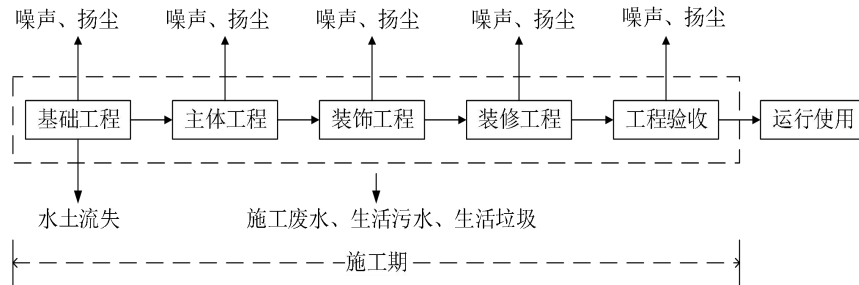 噪声、扬尘
噪声、扬尘
噪声、扬尘
噪声、扬尘
噪声、扬尘
基础工程
主体工程
装饰工程
装修工程
工程验收
运行使用
水土流失
施工废水、生活污水、生活垃圾
施工期